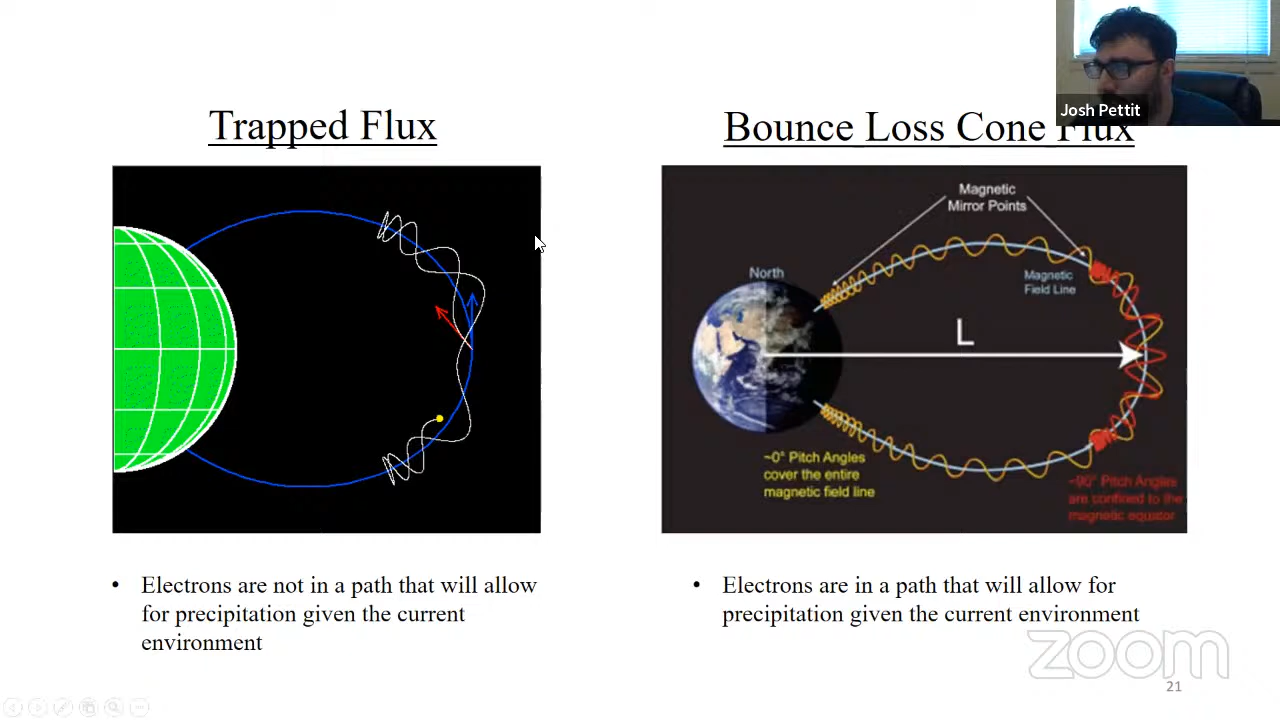 Josh Pettit
Trapped Flux
Bounce Loss Cone Flux
Magnetic
Mirror Points
North
Magnetic
Field Line
L
~0° Pitch Angles
cover the entire
magnetic field line
~90° Pitch Angles
are confined to the
magnetic equator
• Electrons are not in a path that will allow
for precipitation given the current
environment
• Electrons are in a path that will allow for
precipitation given the current environment
zoom
21